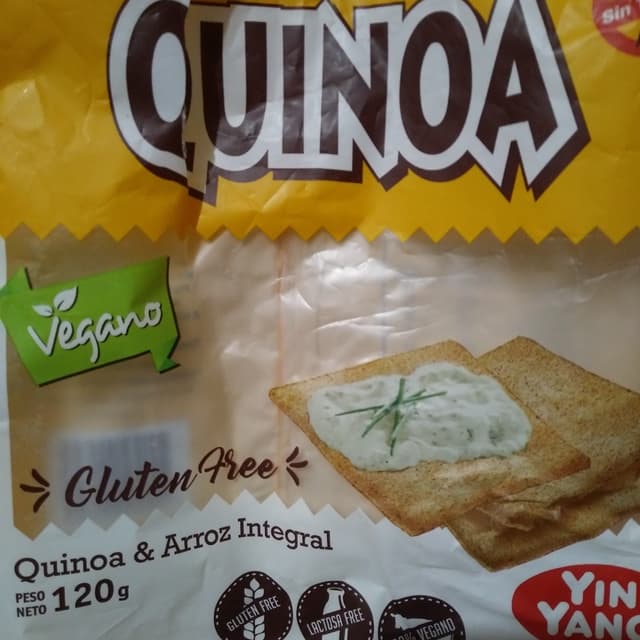 QUINOA
Sin
Vegano
Gluten Free
Quinoa & Arroz Integral
PESO
NETO 120g
GLUTEN FREE
LACTOSA FREE
VEGANO
YIN
YANG